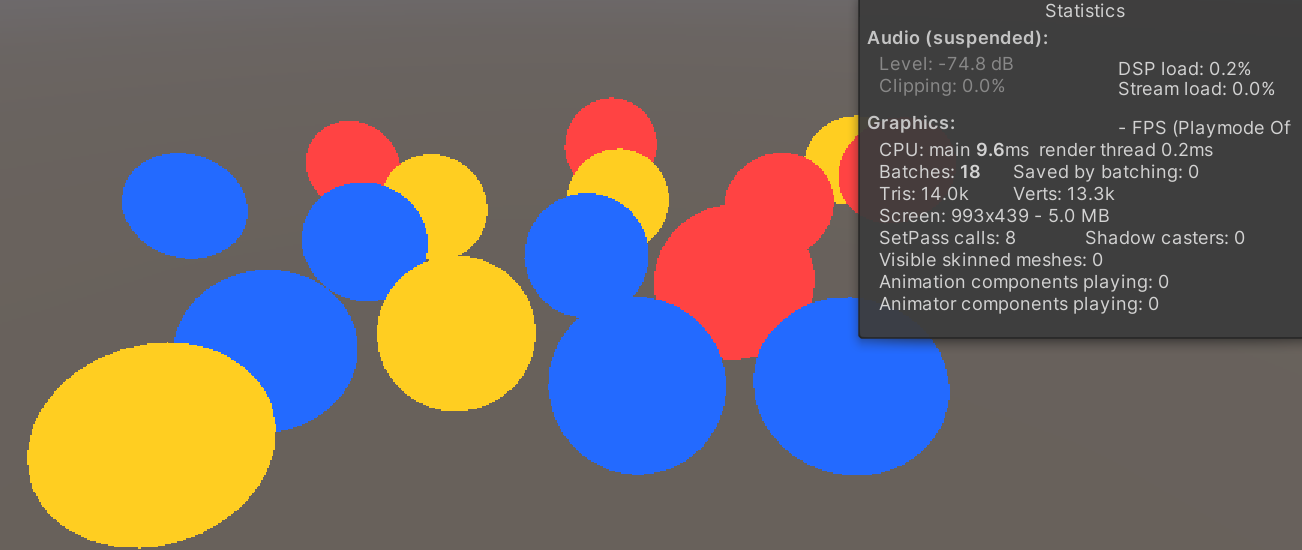 Statistics
Audio (suspended):
Level: -74.8 dB DSP load: 0.2%
Clipping: 0.0% Stream load: 0.0%
Graphics: - FPS (Playmode Of
CPU: main 9.6ms render thread 0.2ms
Batches: 18 Saved by batching: 0
Tris: 14.0k Verts: 13.3k
Screen: 993x439 - 5.0 MB
SetPass calls: 8 Shadow casters: 0
Visible skinned meshes: 0
Animation components playing: 0
Animator components playing: 0